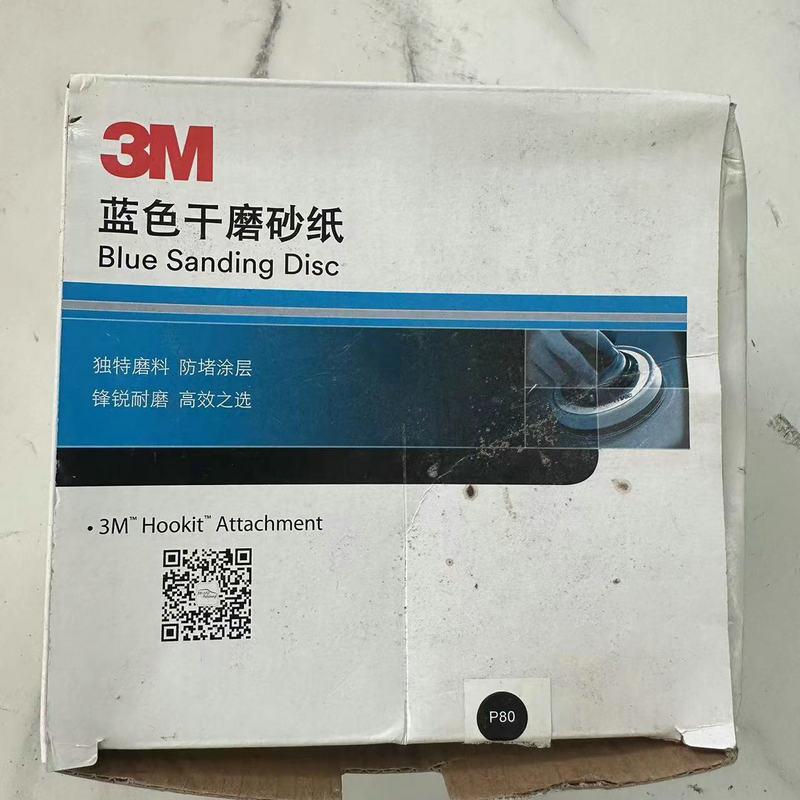 3M
蓝色干磨砂纸
Blue Sanding Disc
独特磨料 防堵涂层
锋锐耐磨 高效之选
• 3M™ Hookit™ Attachment
P80